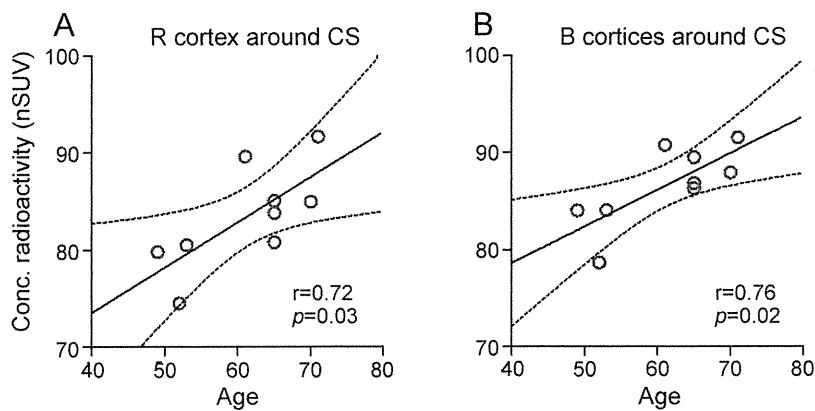 A
R cortex around CS
Conc. radioactivity (nSUV)
100
90
80
70
r=0.72
p=0.03
40 50 60 70 80
Age
B
B cortices around CS
100
90
80
70
r=0.76
p=0.02
40 50 60 70 80
Age